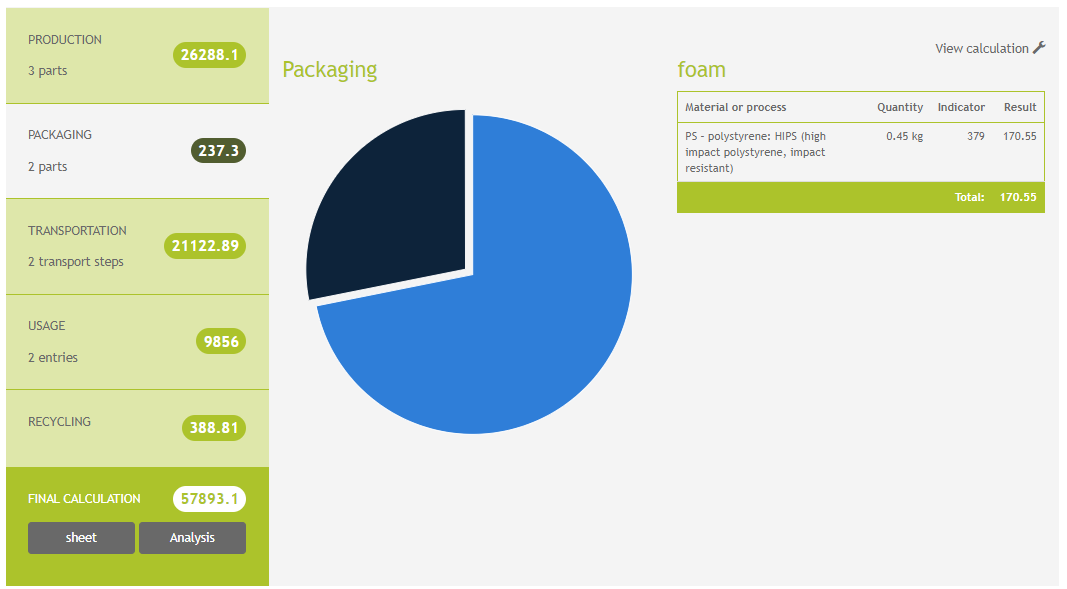 PRODUCTION
26288.1
3 parts
PACKAGING
237.3
2 parts
TRANSPORTATION
21122.89
2 transport steps
USAGE
9856
2 entries
RECYCLING
388.81
FINAL CALCULATION
57893.1
sheet
Analysis
Packaging
View calculation
foam
Material or process Quantity Indicator Result
PS - polystyrene: HIPS (high 0.45 kg 379 170.55
impact polystyrene, impact
resistant)
Total: 170.55